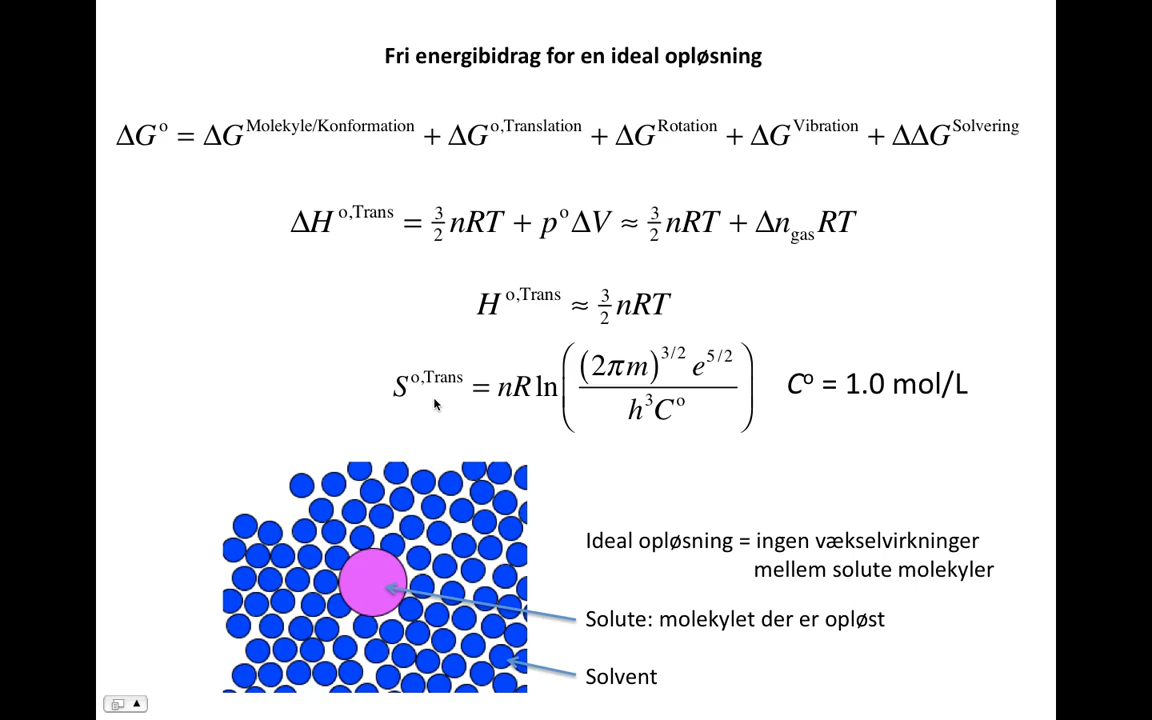 Fri energibidrag for en ideal opløsning
ΔG° = ΔG^Molekyle/Konformation + ΔG^o,Translation + ΔG^Rotation + ΔG^Vibration + ΔΔG^Solvering
ΔH^o,Trans = 3/2 nRT + p°ΔV ≈ 3/2 nRT + Δn_gas RT
H^o,Trans ≈ 3/2 nRT
S^o,Trans = nR ln( (2πm)^3/2 e^5/2 / h³C° ) C° = 1.0 mol/L
Ideal opløsning = ingen vækselvirkninger
mellem solute molekyler
Solute: molekylet der er opløst
Solvent